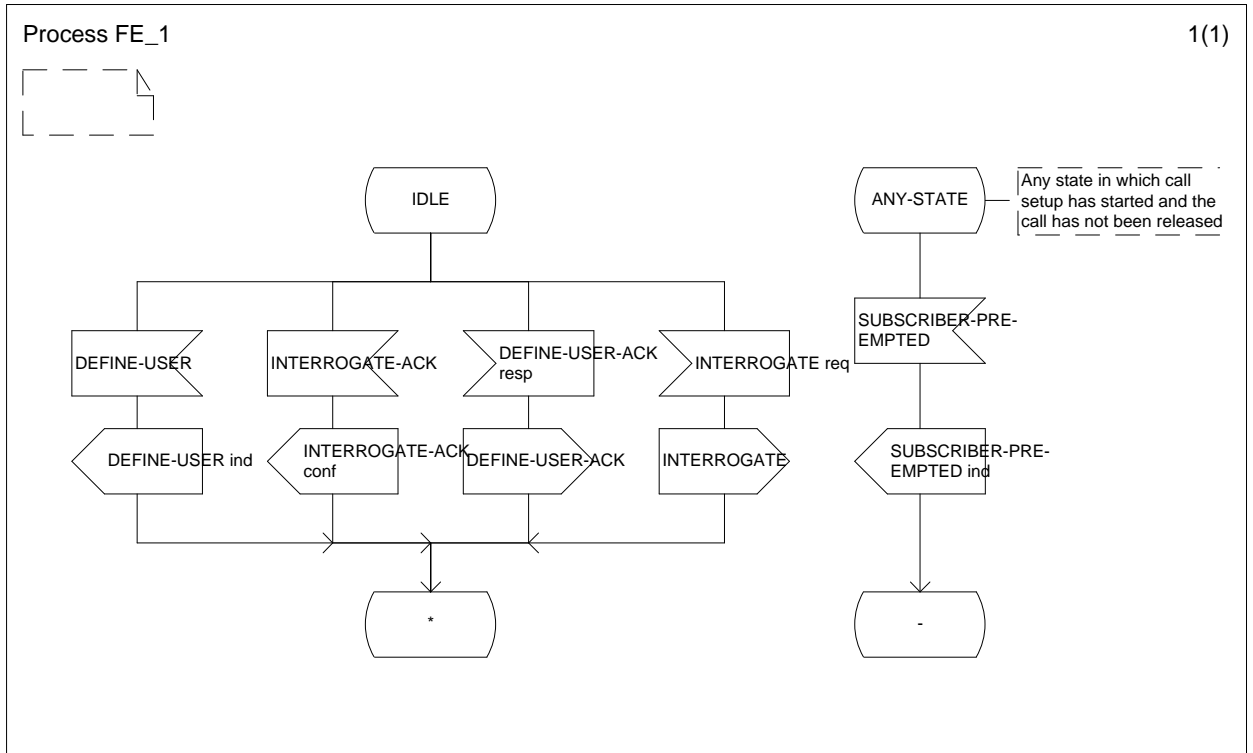 Process FE_1
1(1)
IDLE
ANY-STATE
Any state in which call
setup has started and the
call has not been released
DEFINE-USER
INTERROGATE-ACK
DEFINE-USER-ACK
resp
INTERROGATE req
SUBSCRIBER-PRE-
EMPTED
DEFINE-USER ind
INTERROGATE-ACK
conf
DEFINE-USER-ACK
INTERROGATE
SUBSCRIBER-PRE-
EMPTED ind
*
-